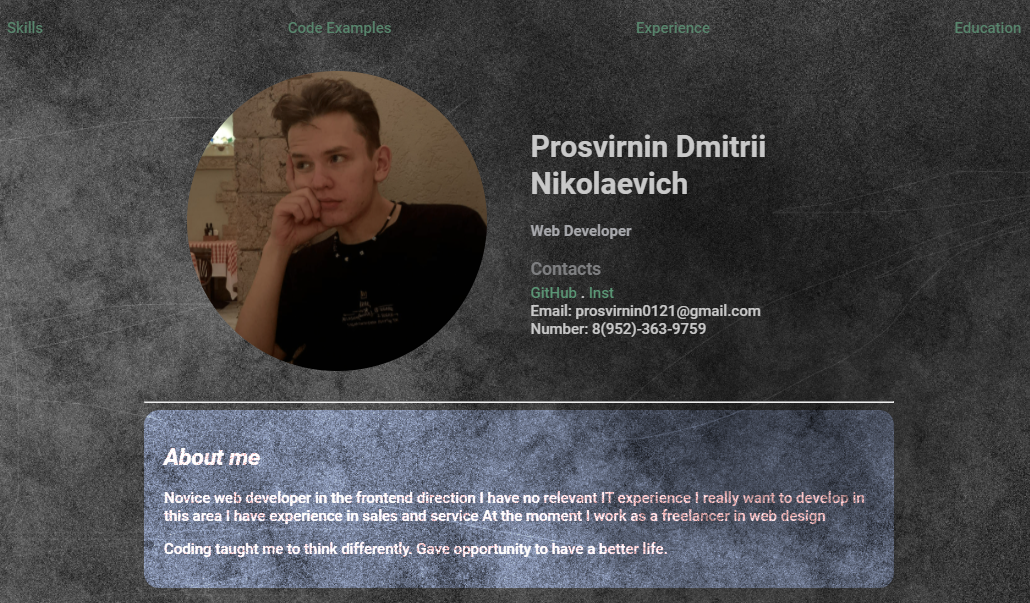 Skills
Code Examples
Experience
Education
Prosvirnin Dmitrii
Nikolaevich
Web Developer
Contacts
GitHub . Inst
Email: prosvirnin0121@gmail.com
Number: 8(952)-363-9759
About me
Novice web developer in the frontend direction I have no relevant IT experience I really want to develop in
this area I have experience in sales and service At the moment I work as a freelancer in web design
Coding taught me to think differently. Gave opportunity to have a better life.